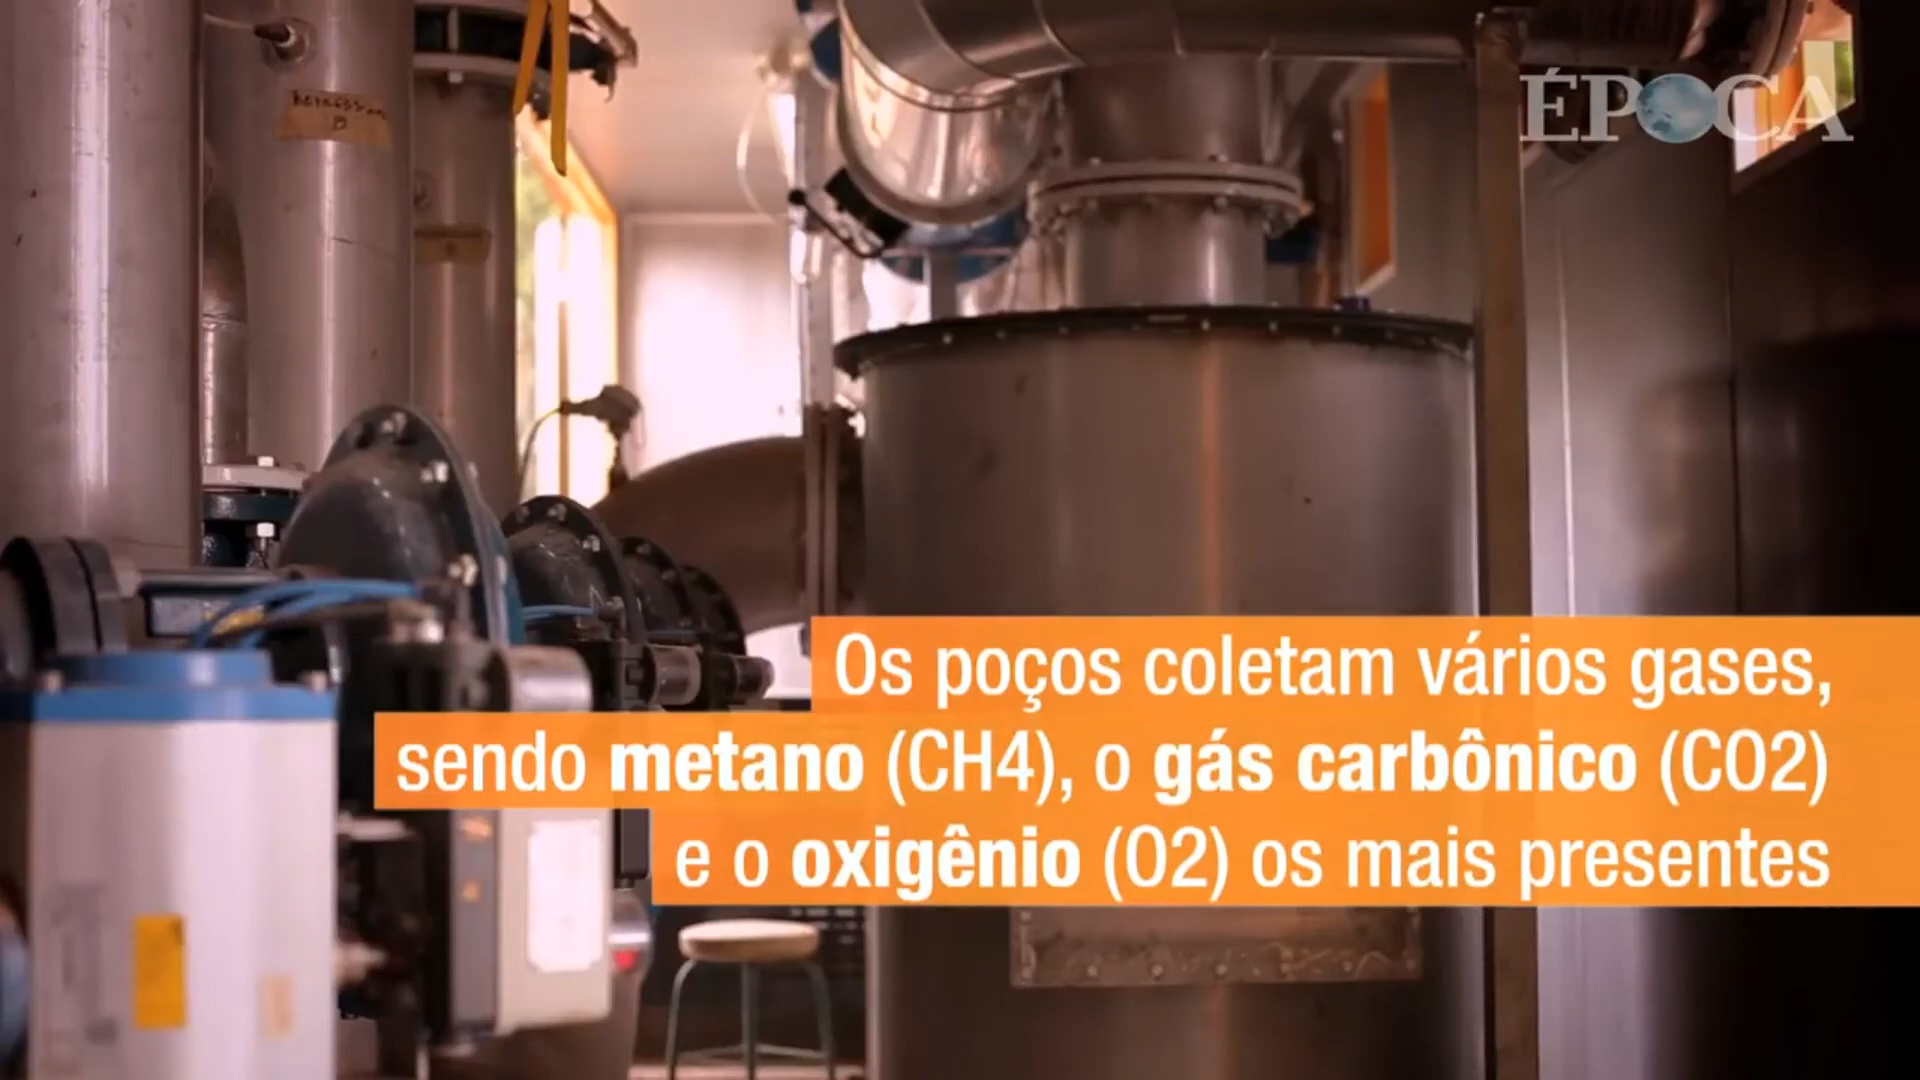 ÉPOCA
Os poços coletam vários gases,
sendo metano (CH4), o gás carbônico (CO2)
e o oxigênio (O2) os mais presentes